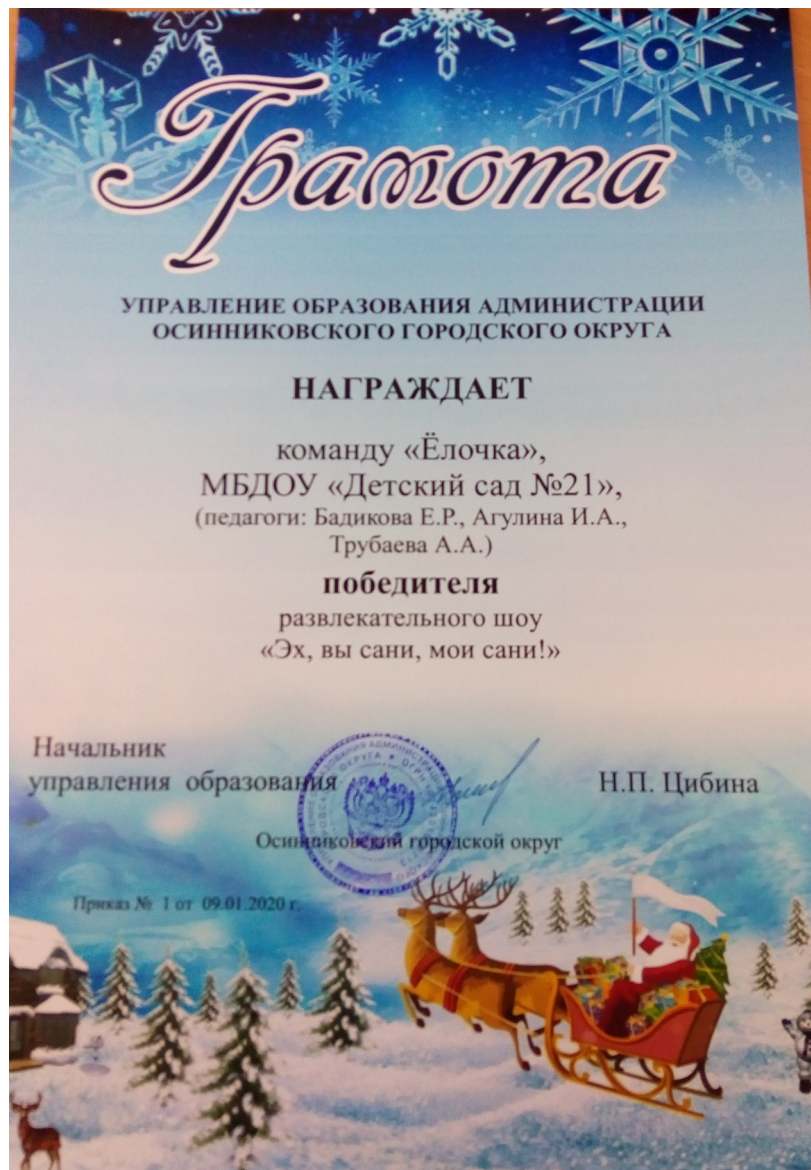 Грамота
УПРАВЛЕНИЕ ОБРАЗОВАНИЯ АДМИНИСТРАЦИИ
ОСИННИКОВСКОГО ГОРОДСКОГО ОКРУГА
НАГРАЖДАЕТ
команду «Ёлочка»,
МБДОУ «Детский сад №21»,
(педагоги: Бадикова Е.Р., Агулина И.А.,
Трубаева А.А.)
победителя
развлекательного шоу
«Эх, вы сани, мои сани!»
Начальник
управления образования Н.П. Цибина
Осинниковский городской округ
Приказ № 1 от 09.01.2020 г.